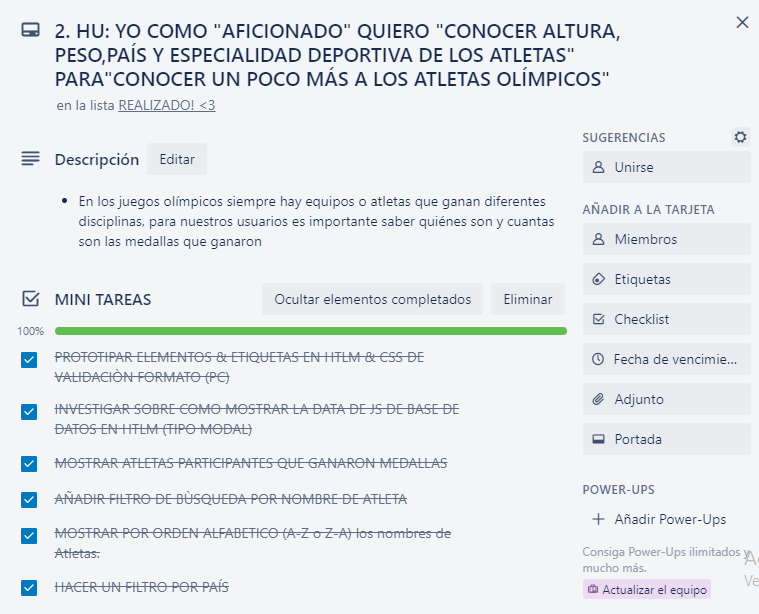 2. HU: YO COMO "AFICIONADO" QUIERO "CONOCER ALTURA,
PESO,PAÍS Y ESPECIALIDAD DEPORTIVA DE LOS ATLETAS"
PARA"CONOCER UN POCO MÁS A LOS ATLETAS OLÍMPICOS"
en la lista REALIZADO! <3
Descripción
Editar
• En los juegos olímpicos siempre hay equipos o atletas que ganan diferentes
disciplinas, para nuestros usuarios es importante saber quiénes son y cuantas
son las medallas que ganaron
MINI TAREAS
Ocultar elementos completados
Eliminar
100%
PROTOTIPAR ELEMENTOS & ETIQUETAS EN HTLM & CSS DE
VALIDACIÒN FORMATO (PC)
INVESTIGAR SOBRE COMO MOSTRAR LA DATA DE JS DE BASE DE
DATOS EN HTLM (TIPO MODAL)
MOSTRAR ATLETAS PARTICIPANTES QUE GANARON MEDALLAS
AÑADIR FILTRO DE BÙSQUEDA POR NOMBRE DE ATLETA
MOSTRAR POR ORDEN ALFABETICO (A-Z o Z-A) los nombres de
Atletas.
HACER UN FILTRO POR PAÍS
SUGERENCIAS
Unirse
AÑADIR A LA TARJETA
Miembros
Etiquetas
Checklist
Fecha de vencimie...
Adjunto
Portada
POWER-UPS
Añadir Power-Ups
Consiga Power-Ups ilimitados y
mucho más.
Actualizar el equipo